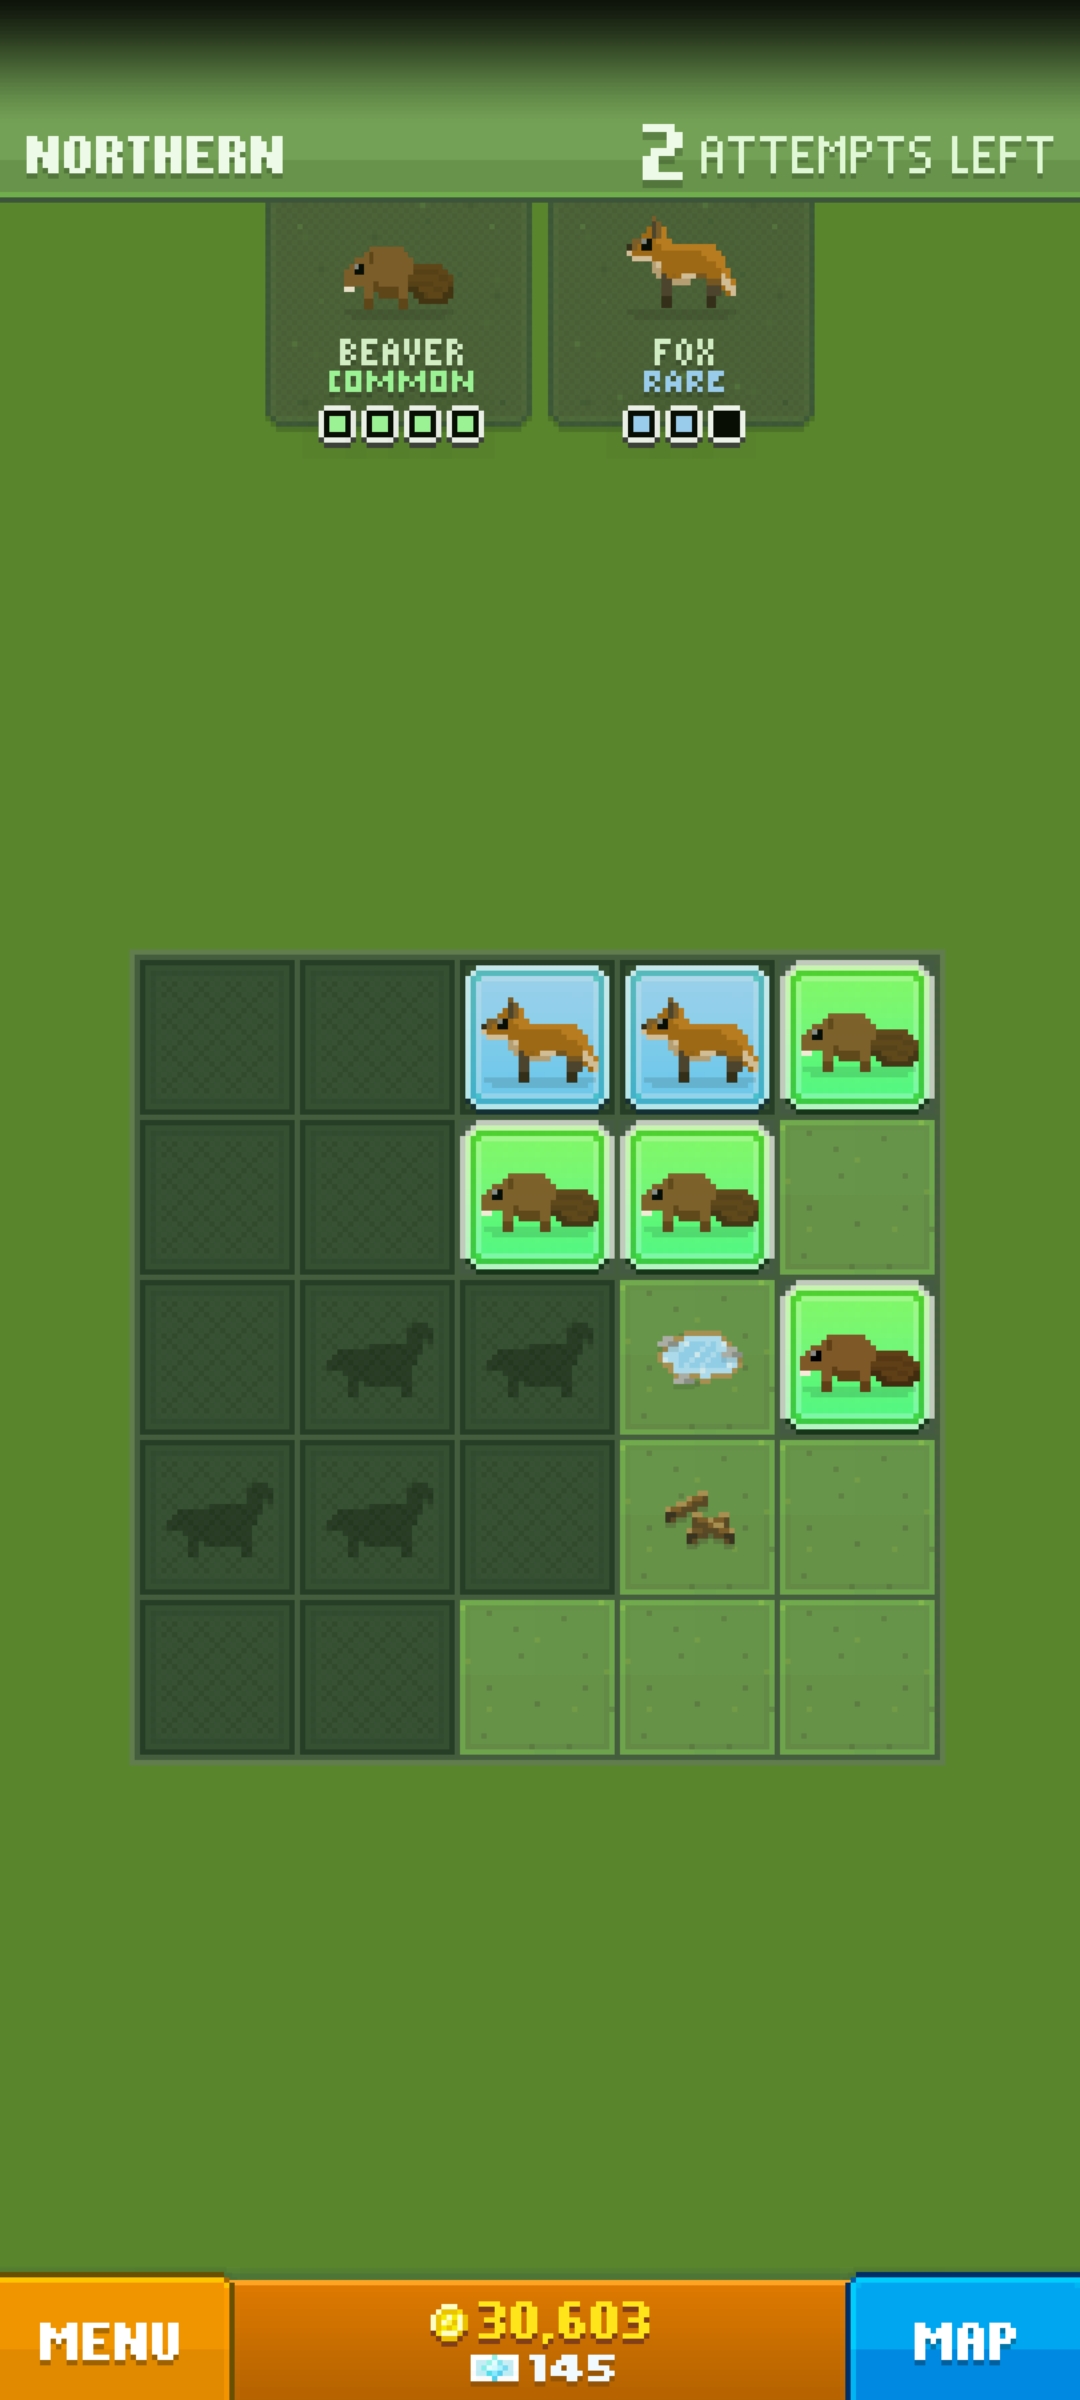 NORTHERN
2 ATTEMPTS LEFT
BEAVER
COMMON
FOX
RARE
MENU
30,603
145
MAP